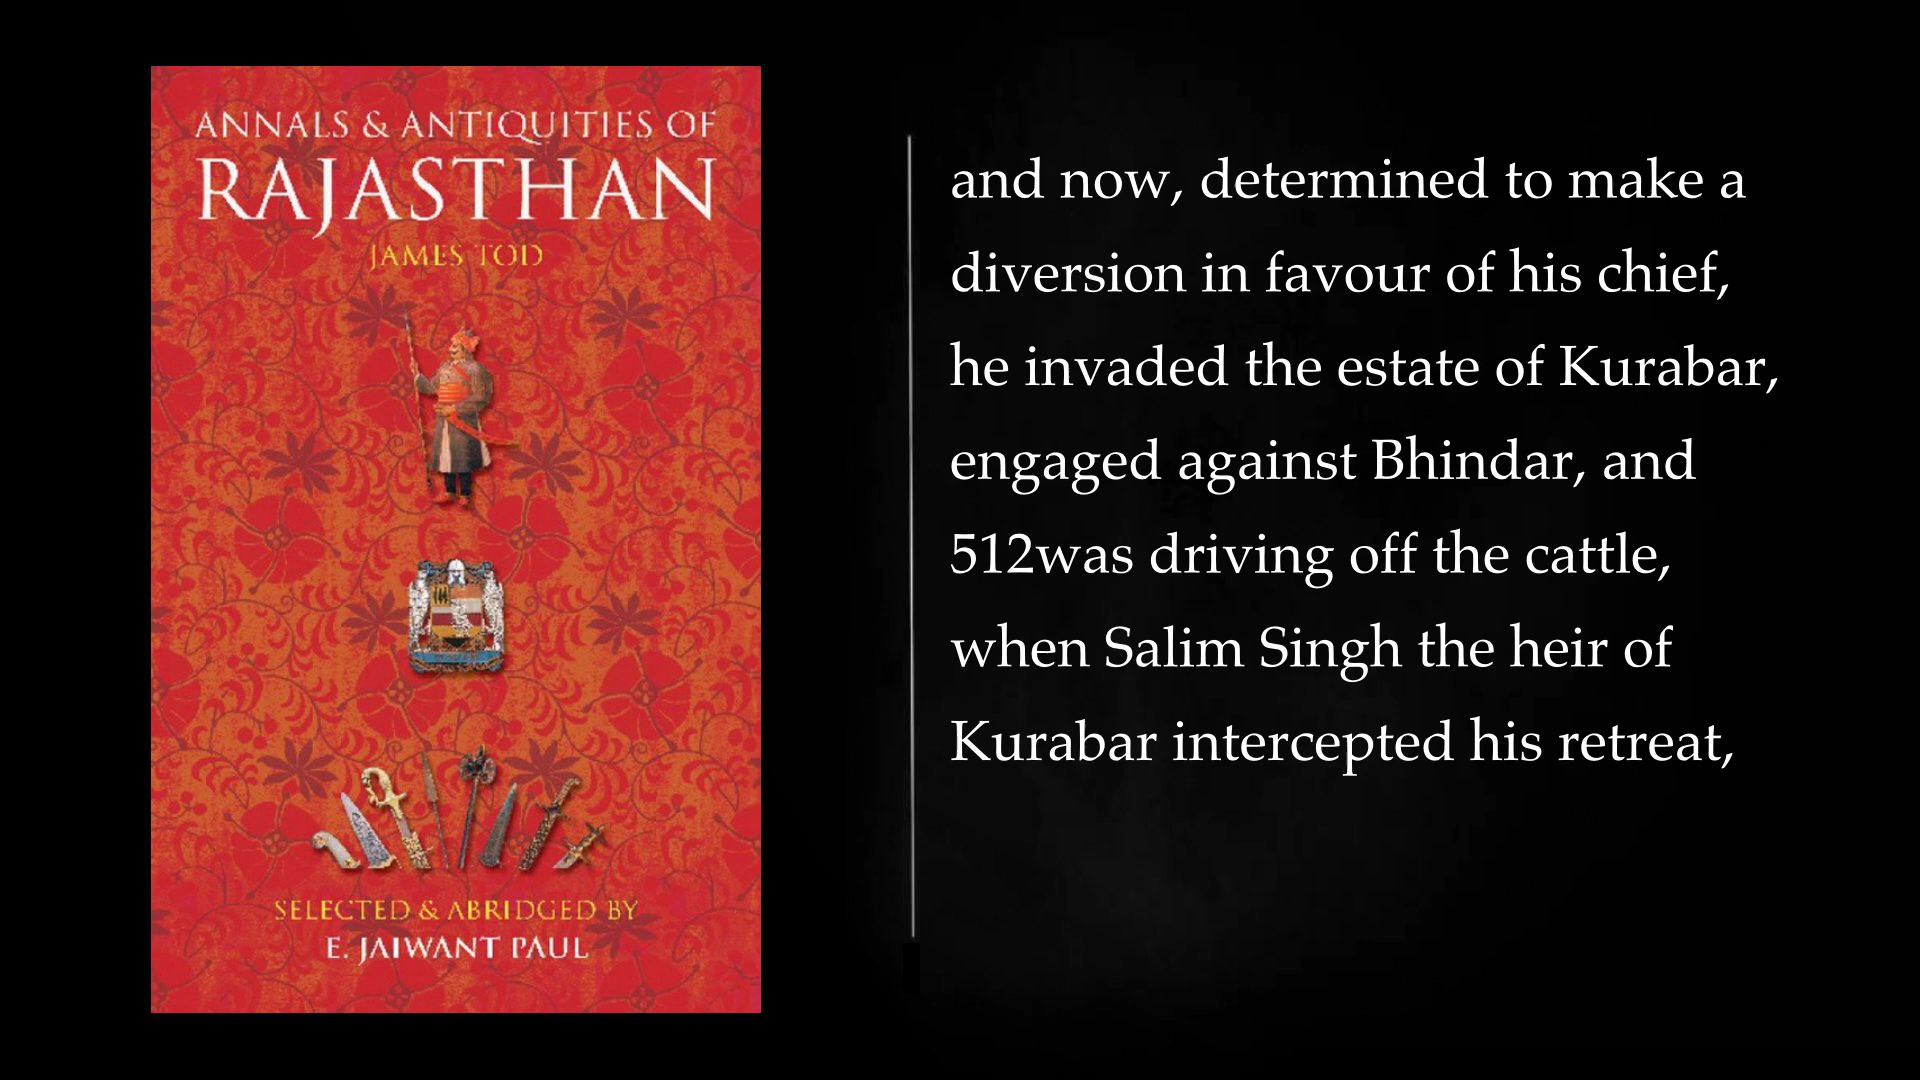 ANNALS & ANTIQUITIES OF
RAJASTHAN
JAMES TOD
SELECTED & ABRIDGED BY
E. JAIWANT PAUL
and now, determined to make a
diversion in favour of his chief,
he invaded the estate of Kurabar,
engaged against Bhindar, and
512was driving off the cattle,
when Salim Singh the heir of
Kurabar intercepted his retreat,